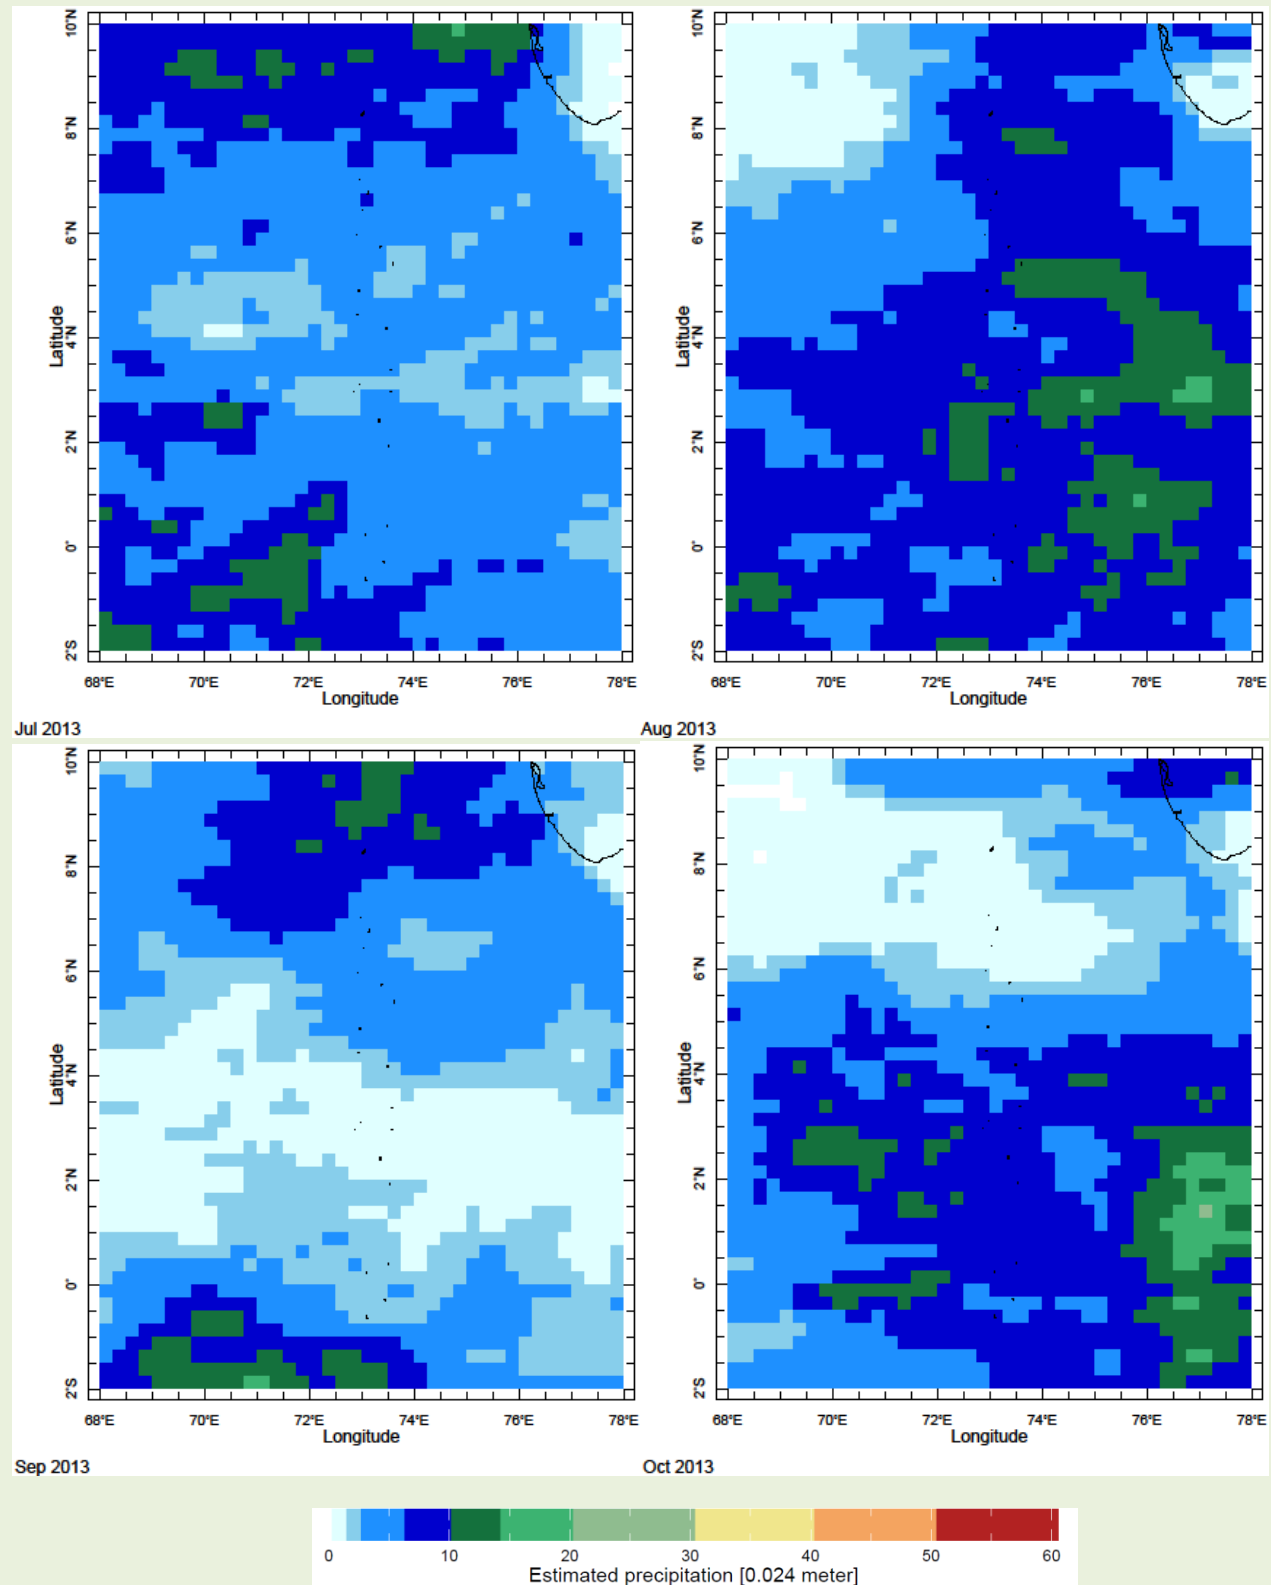 10°N 8°N 6°N 4°N 2°N 0° 2°S
Latitude
68°E 70°E 72°E 74°E 76°E 78°E
Longitude
Jul 2013
10°N 8°N 6°N 4°N 2°N 0° 2°S
Latitude
68°E 70°E 72°E 74°E 76°E 78°E
Longitude
Aug 2013
10°N 8°N 6°N 4°N 2°N 0° 2°S
Latitude
68°E 70°E 72°E 74°E 76°E 78°E
Longitude
Sep 2013
10°N 8°N 6°N 4°N 2°N 0° 2°S
Latitude
68°E 70°E 72°E 74°E 76°E 78°E
Longitude
Oct 2013
0 10 20 30 40 50 60
Estimated precipitation [0.024 meter]